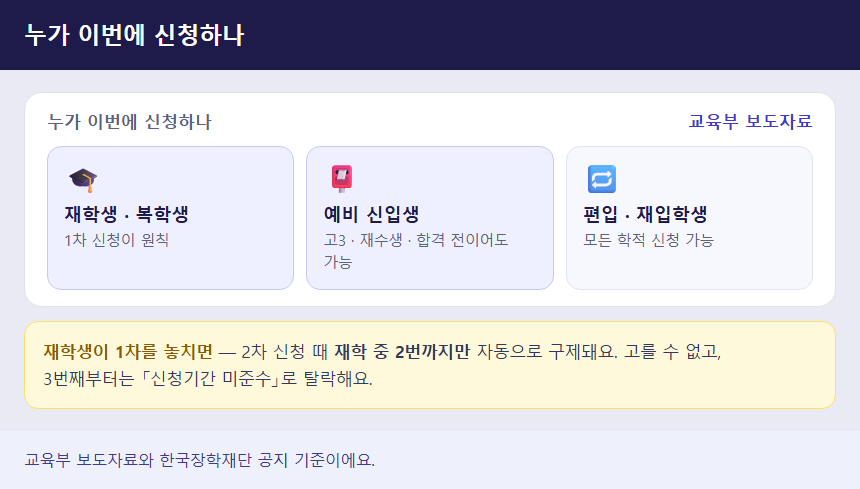 누가 이번에 신청하나
누가 이번에 신청하나
교육부 보도자료
재학생 · 복학생
1차 신청이 원칙
예비 신입생
고3 · 재수생 · 합격 전이어도
가능
편입 · 재입학생
모든 학적 신청 가능
재학생이 1차를 놓치면 — 2차 신청 때 재학 중 2번까지만 자동으로 구제돼요. 고를 수 없고,
3번째부터는 「신청기간 미준수」로 탈락해요.
교육부 보도자료와 한국장학재단 공지 기준이에요.